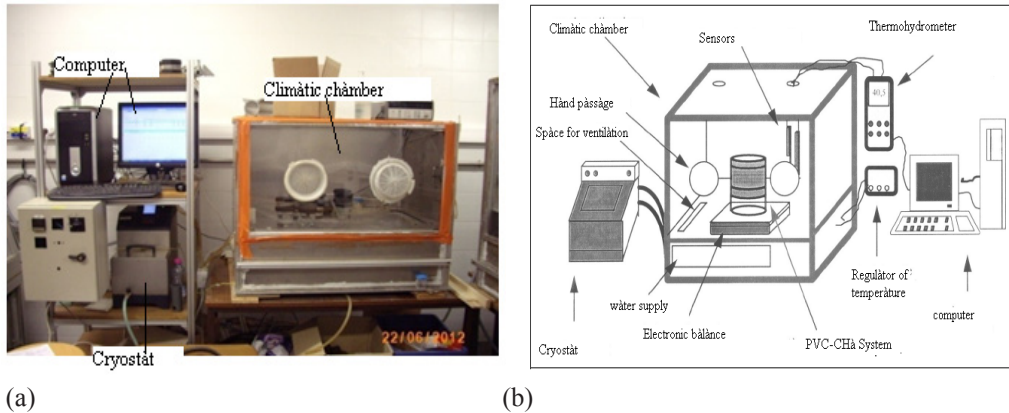 Computer
Climàtic chàmber
22/06/2012
Cryostàt
(a)
Climàtic chàmber
Sensors
Thermohydrometer
40,5
Hànd pàssàge
Spàce for ventilàtion
wàter supply
Electronic bàlànce
Cryostàt
PVC-CHà System
Regulàtor of
temperàture
computer
(b)